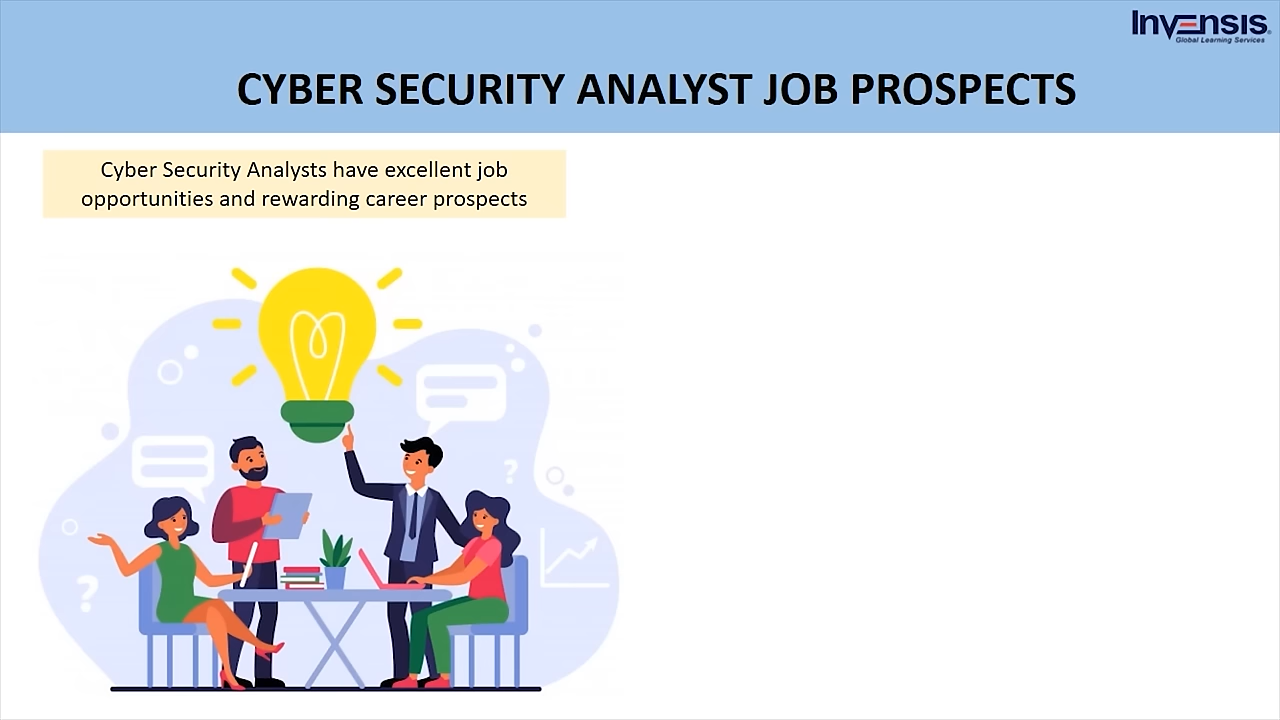 Invensis
Global Learning Services
CYBER SECURITY ANALYST JOB PROSPECTS
Cyber Security Analysts have excellent job
opportunities and rewarding career prospects
?
?